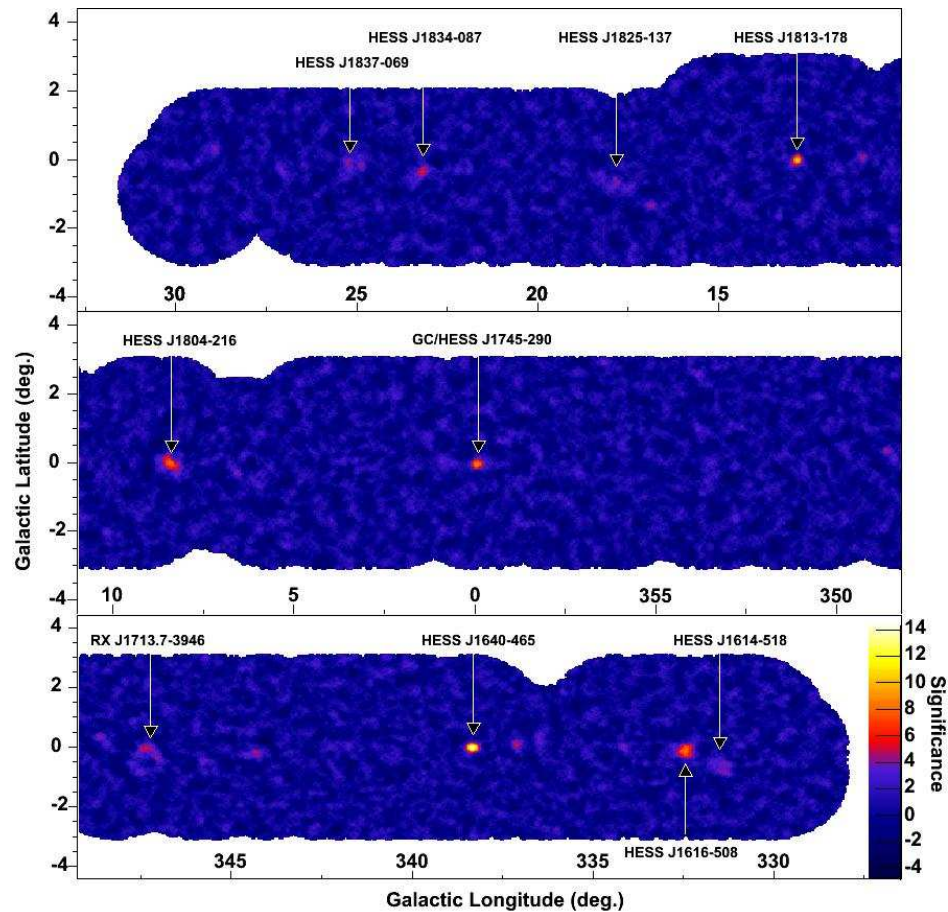 4
HESS J1834-087
HESS J1825-137
HESS J1813-178
HESS J1837-069
2
0
-2
-4
30
25
20
15
4
HESS J1804-216
GC/HESS J1745-290
2
0
-2
-4
10
5
0
355
350
Galactic Latitude (deg.)
4
RX J1713.7-3946
HESS J1640-465
HESS J1614-518
2
0
-2
-4
HESS J1616-508
345
340
335
330
14
12
10
8
6
4
2
0
-2
-4
Significance
Galactic Longitude (deg.)